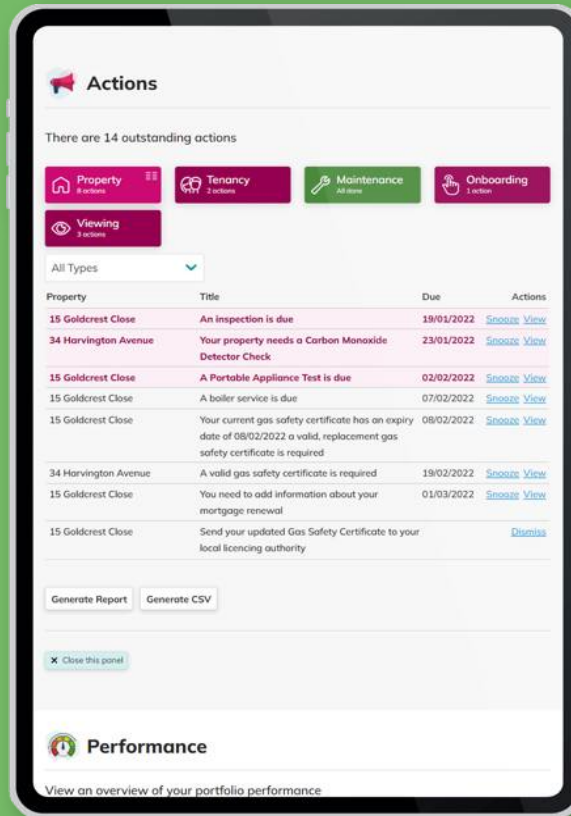 Actions
There are 14 outstanding actions
Property
8 actions
Tenancy
2 actions
Maintenance
All done
Onboarding
1 action
Viewing
3 actions
All Types
Property Title Due Actions
15 Goldcrest Close An inspection is due 19/01/2022 Snooze View
34 Harvington Avenue Your property needs a Carbon Monoxide 23/01/2022 Snooze View
Detector Check
15 Goldcrest Close A Portable Appliance Test is due 02/02/2022 Snooze View
15 Goldcrest Close A boiler service is due 07/02/2022 Snooze View
15 Goldcrest Close Your current gas safety certificate has an expiry 08/02/2022 Snooze View
date of 08/02/2022 a valid, replacement gas
safety certificate is required
34 Harvington Avenue A valid gas safety certificate is required 19/02/2022 Snooze View
15 Goldcrest Close You need to add information about your 01/03/2022 Snooze View
mortgage renewal
15 Goldcrest Close Send your updated Gas Safety Certificate to your Dismiss
local licencing authority
Generate Report Generate CSV
X Close this panel
Performance
View an overview of your portfolio performance